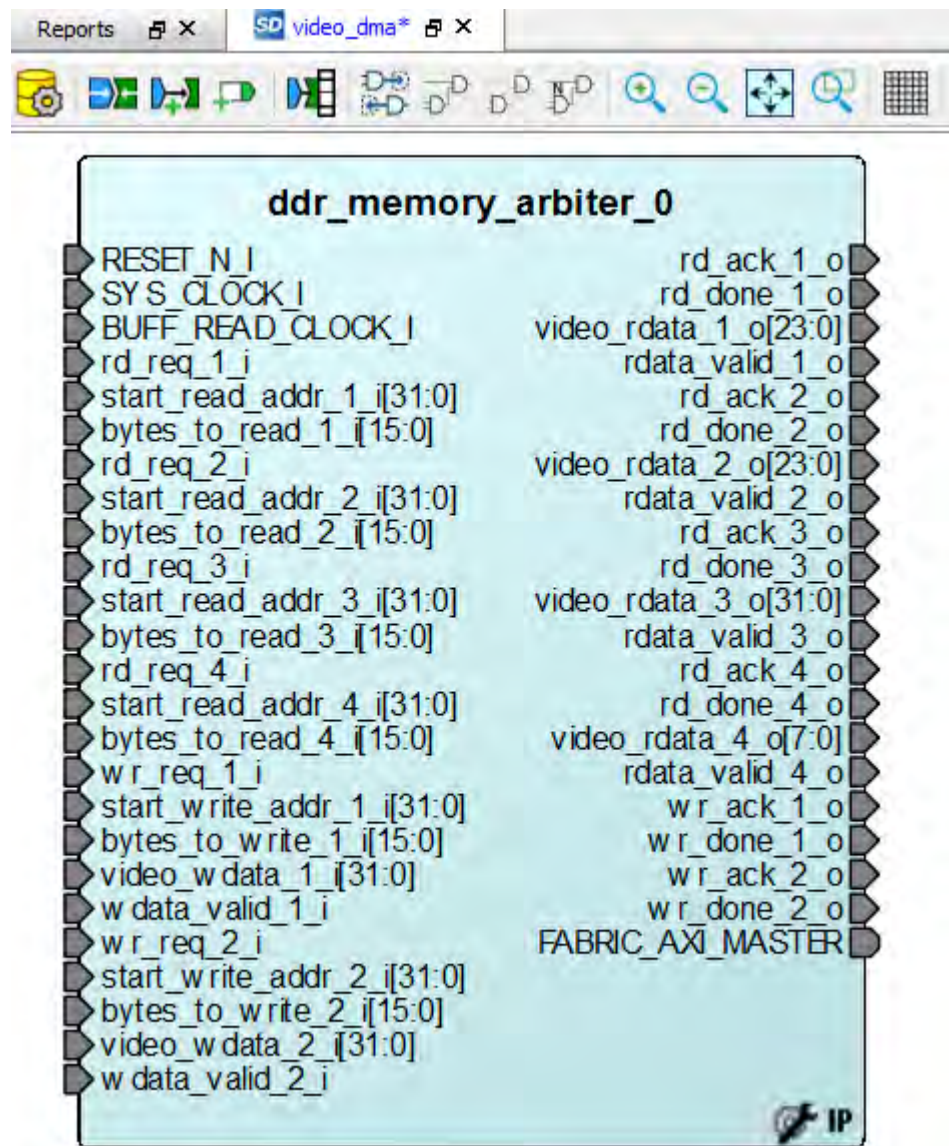 Reports
SD video_dma*
ddr_memory_arbiter_0
RESET_N_I
SYS_CLOCK_I
BUFF_READ_CLOCK_I
rd_req_1_i
start_read_addr_1_i[31:0]
bytes_to_read_1_i[15:0]
rd_req_2_i
start_read_addr_2_i[31:0]
bytes_to_read_2_i[15:0]
rd_req_3_i
start_read_addr_3_i[31:0]
bytes_to_read_3_i[15:0]
rd_req_4_i
start_read_addr_4_i[31:0]
bytes_to_read_4_i[15:0]
wr_req_1_i
start_write_addr_1_i[31:0]
bytes_to_write_1_i[15:0]
video_wdata_1_i[31:0]
wdata_valid_1_i
wr_req_2_i
start_write_addr_2_i[31:0]
bytes_to_write_2_i[15:0]
video_wdata_2_i[31:0]
wdata_valid_2_i
rd_ack_1_o
rd_done_1_o
video_rdata_1_o[23:0]
rdata_valid_1_o
rd_ack_2_o
rd_done_2_o
video_rdata_2_o[23:0]
rdata_valid_2_o
rd_ack_3_o
rd_done_3_o
video_rdata_3_o[31:0]
rdata_valid_3_o
rd_ack_4_o
rd_done_4_o
video_rdata_4_o[7:0]
rdata_valid_4_o
wr_ack_1_o
wr_done_1_o
wr_ack_2_o
wr_done_2_o
FABRIC_AXI_MASTER
IP